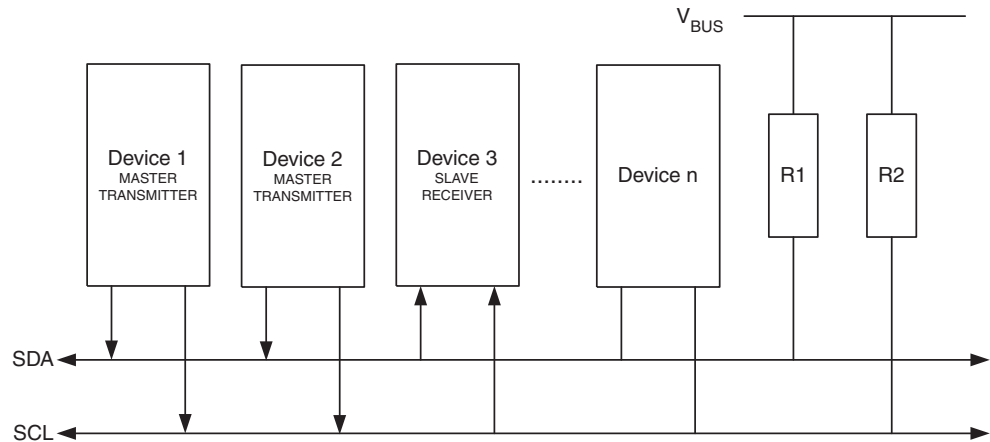 V_BUS
Device 1
MASTER
TRANSMITTER
Device 2
MASTER
TRANSMITTER
Device 3
SLAVE
RECEIVER
........
Device n
R1
R2
SDA
SCL